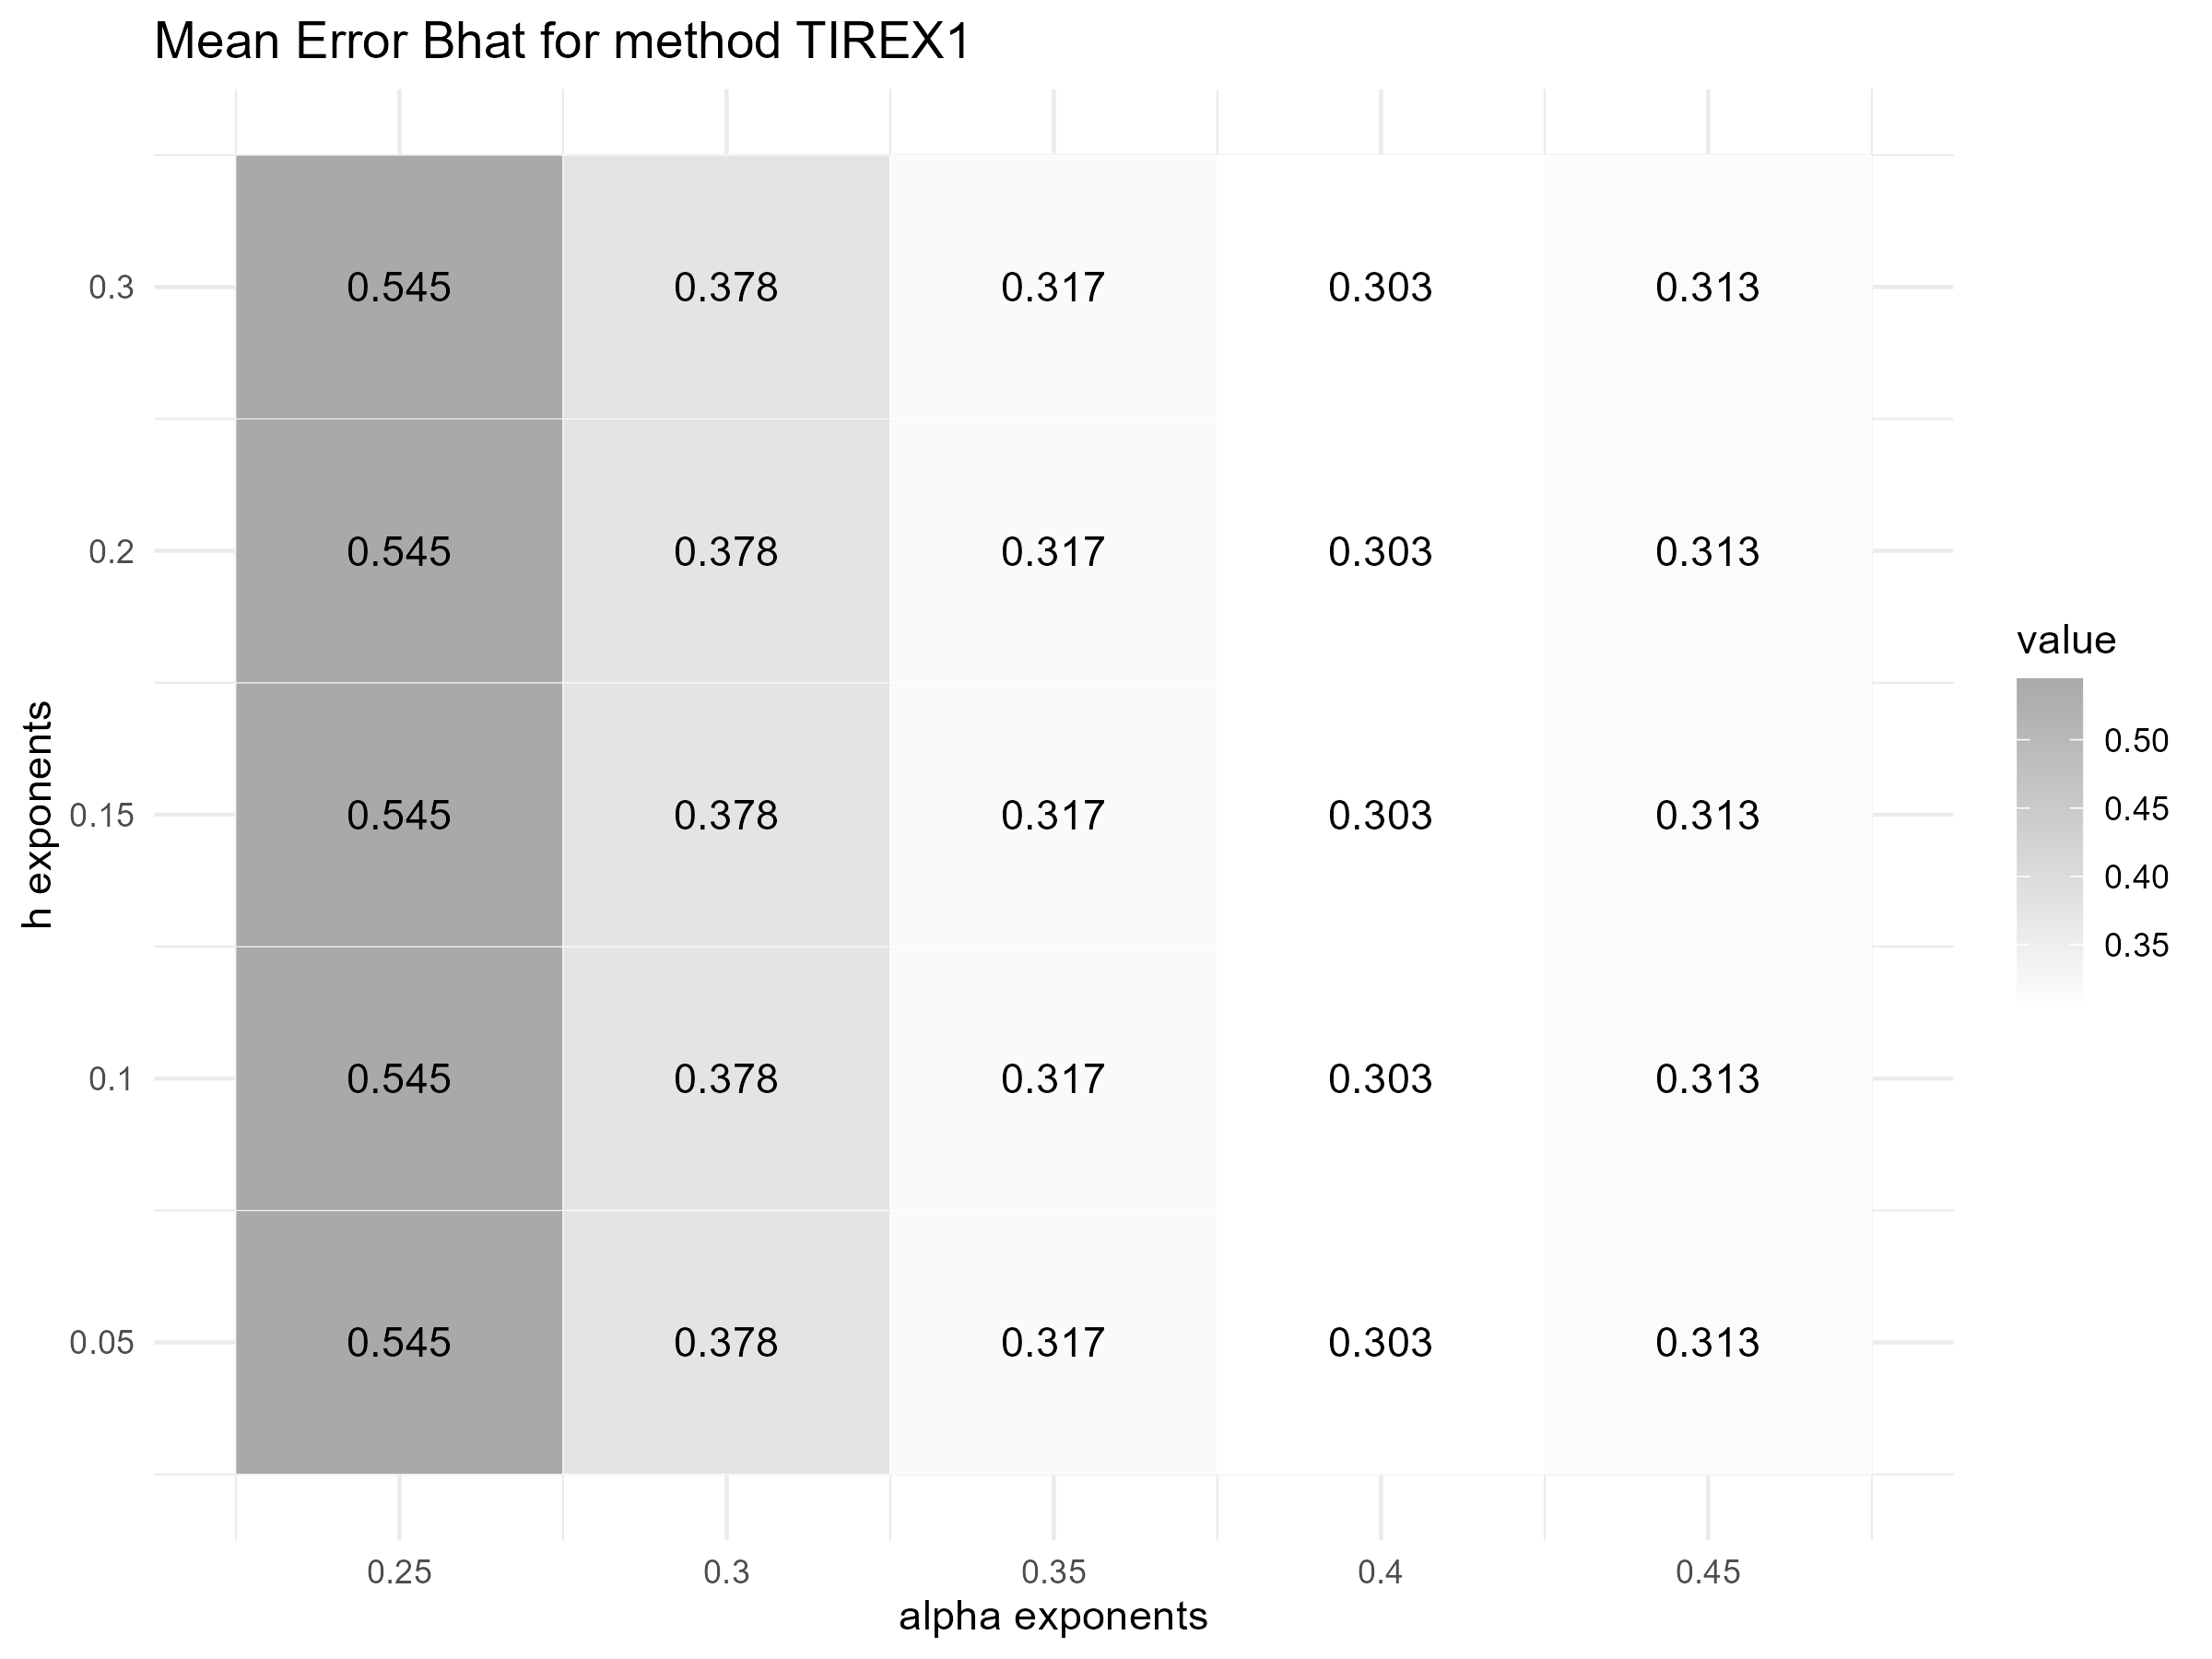 Mean Error Bhat for method TIREX1
0.3 0.545 0.378 0.317 0.303 0.313
0.2 0.545 0.378 0.317 0.303 0.313
0.15 0.545 0.378 0.317 0.303 0.313
0.1 0.545 0.378 0.317 0.303 0.313
0.05 0.545 0.378 0.317 0.303 0.313
h exponents
0.25 0.3 0.35 0.4 0.45
alpha exponents
value
0.50
0.45
0.40
0.35